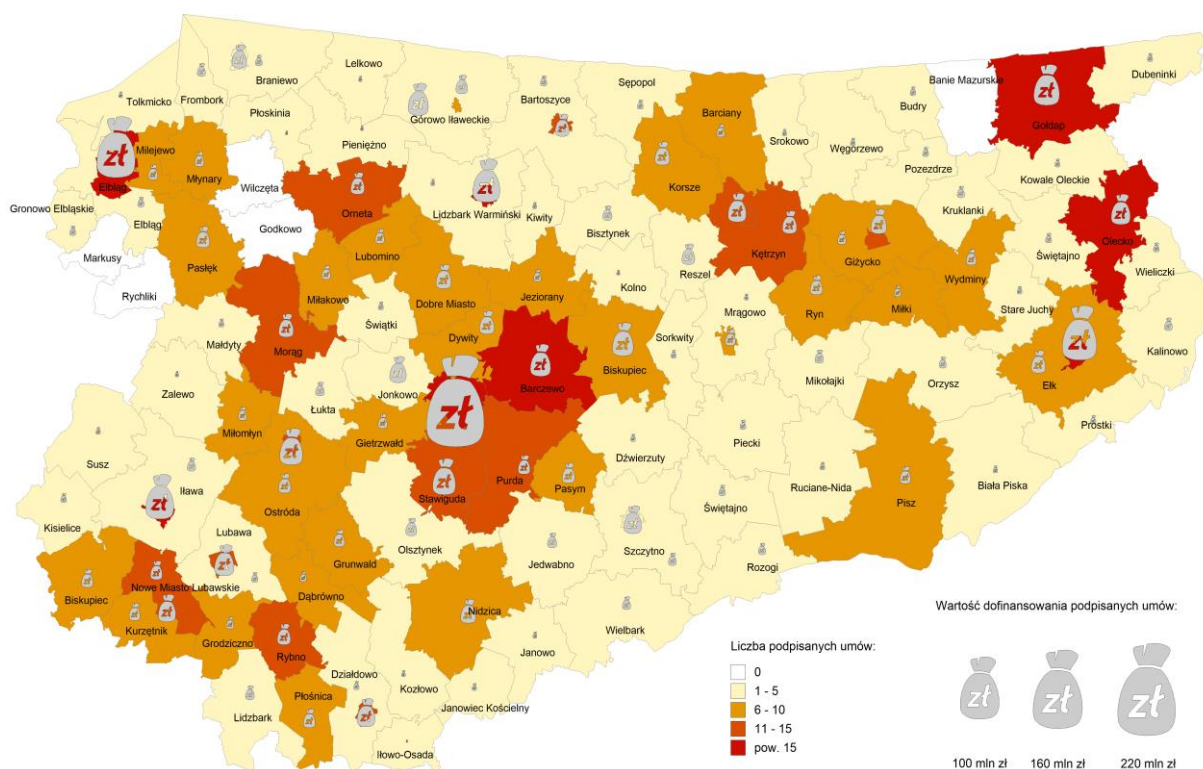 Lelkowo
Sępopol
Banie Mazurskie
Dubeninki
Braniewo
Bartoszyce
Barciany
Budry
Tolkmicko
Frombork
Płoskinia
Górowo Iławeckie
Gołdap
Srokowo
Węgorzewo
Pieniężno
Milejewo
Młynary
Korsze
Pozezdrze
Kowale Oleckie
Elbląg
Wilczęta
Orneta
Lidzbark Warmiński
Kiwity
Kruklanki
Gronowo Elbląskie
Elbląg
Godkowo
Bisztynek
Kętrzyn
Olecko
Markusy
Pasłęk
Lubomino
Reszel
Giżycko
Wydminy
Świętajno
Wieliczki
Rychliki
Miłakowo
Dobre Miasto
Jeziorany
Kolno
Ryn
Miłki
Stare Juchy
Świątki
Mrągowo
Małdyty
Morąg
Dywity
Sorkwity
Kalinowo
Zalewo
Łukta
Jonkowo
Barczewo
Biskupiec
Mikołajki
Orzysz
Ełk
Miłomłyn
Gietrzwałd
Piecki
Prostki
Susz
Dźwierzuty
Stawiguda
Purda
Pasym
Ruciane-Nida
Biała Piska
Iława
Kisielice
Ostróda
Świętajno
Pisz
Lubawa
Olsztynek
Szczytno
Jedwabno
Rozogi
Biskupiec
Nowe Miasto Lubawskie
Grunwald
Dąbrówno
Nidzica
Kurzętnik
Grodziczno
Wielbark
Rybno
Janowo
Działdowo
Kozłowo
Płośnica
Janowiec Kościelny
Lidzbark
Iłowo-Osada
zł
Liczba podpisanych umów:
0
1 - 5
6 - 10
11 - 15
pow. 15
Wartość dofinansowania podpisanych umów:
zł zł zł
100 mln zł 160 mln zł 220 mln zł